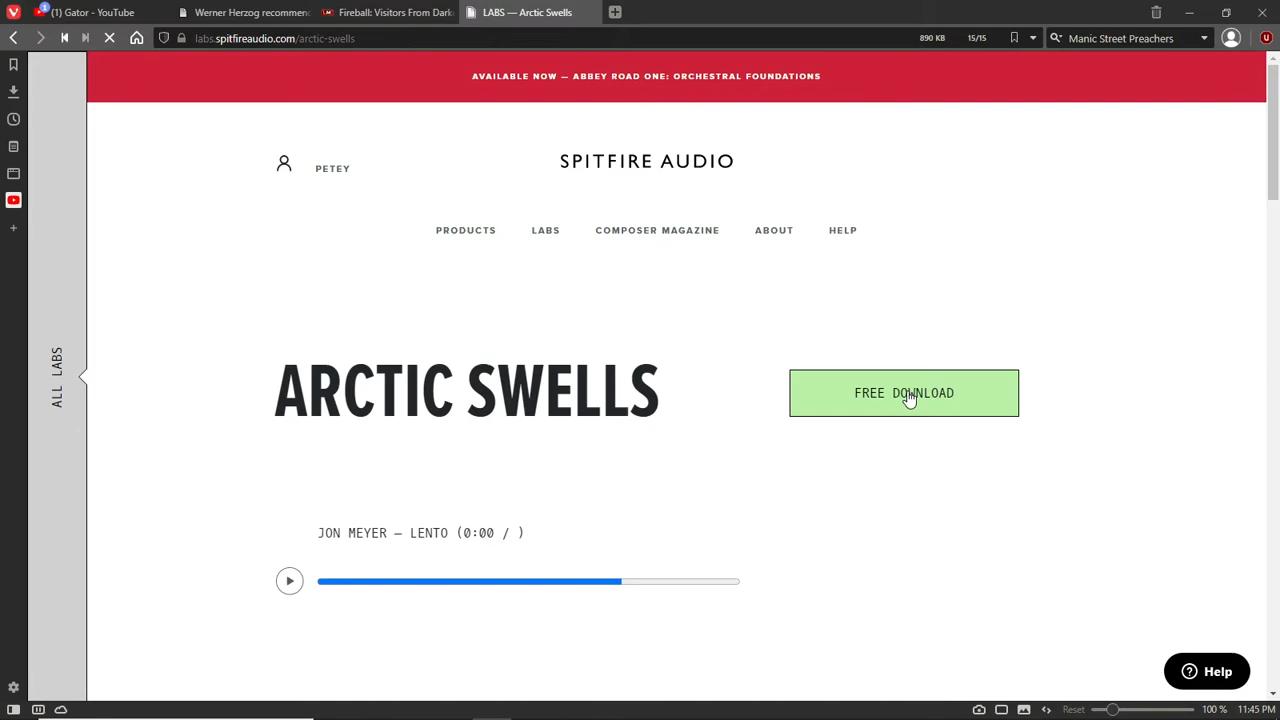 (1) Gator - YouTube
Werner Herzog recomen
Fireball: Visitors From Dark
LABS — Arctic Swells
labs.spitfireaudio.com/arctic-swells
890 KB
15/15
Manic Street Preachers
AVAILABLE NOW — ABBEY ROAD ONE: ORCHESTRAL FOUNDATIONS
PETEY
SPITFIRE AUDIO
PRODUCTS
LABS
COMPOSER MAGAZINE
ABOUT
HELP
ALL LABS
ARCTIC SWELLS
FREE DOWNLOAD
JON MEYER — LENTO (0:00 / )
Help
Reset
100 %
11:45 PM